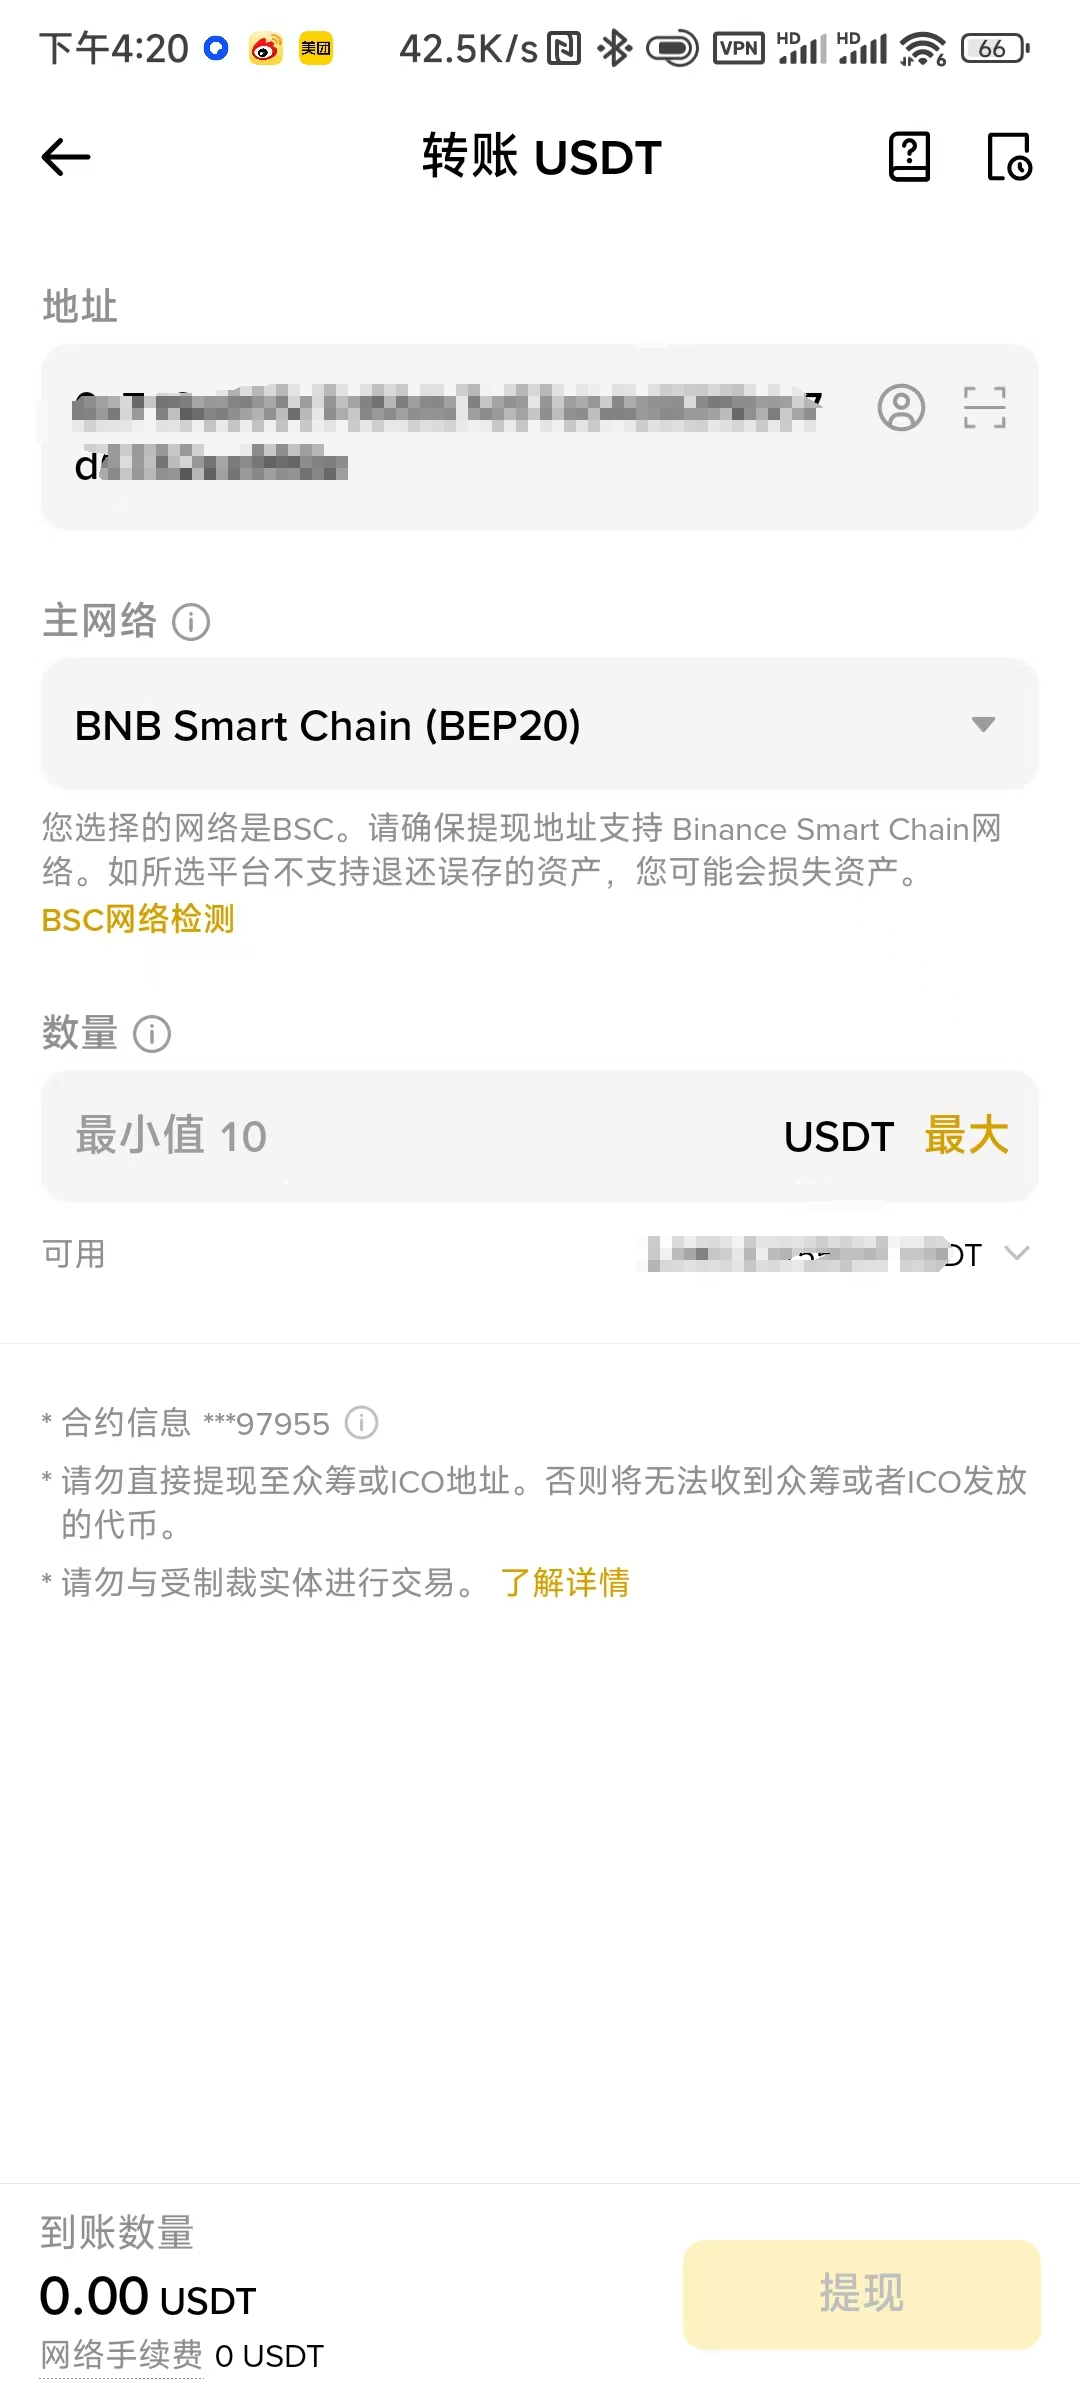 下午4:20 美团 42.5K/s VPN HD HD 6 66
转账 USDT
地址
主网络
BNB Smart Chain (BEP20)
您选择的网络是BSC。请确保提现地址支持 Binance Smart Chain网
络。如所选平台不支持退还误存的资产，您可能会损失资产。
BSC网络检测
数量
最小值 10 USDT 最大
可用
* 合约信息 ***97955
* 请勿直接提现至众筹或ICO地址。否则将无法收到众筹或者ICO发放
的代币。
* 请勿与受制裁实体进行交易。 了解详情
到账数量
0.00 USDT
网络手续费 0 USDT
提现